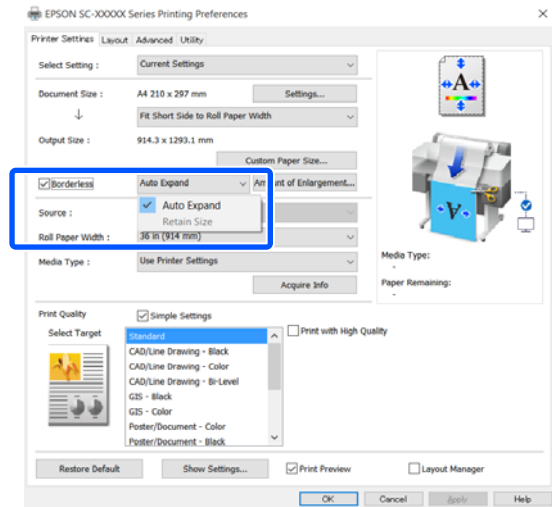 EPSON SC-XXXXX Series Printing Preferences
Printer Settings Layout Advanced Utility
Select Setting : Current Settings
Document Size : A4 210 x 297 mm Settings...
Fit Short Side to Roll Paper Width
Output Size : 914.3 x 1293.1 mm
Custom Paper Size...
Borderless Auto Expand Amount of Enlargement...
Auto Expand
Source :
Retain Size
Roll Paper Width : 36 in (914 mm)
Media Type : Use Printer Settings
Acquire Info
A
A
Media Type:
-
Paper Remaining:
-
Print Quality Simple Settings
Select Target
Standard
CAD/Line Drawing - Black
CAD/Line Drawing - Color
CAD/Line Drawing - Bi-Level
GIS - Black
GIS - Color
Poster/Document - Color
Poster/Document - Black
Print with High Quality
Restore Default Show Settings... Print Preview Layout Manager
OK Cancel Apply Help